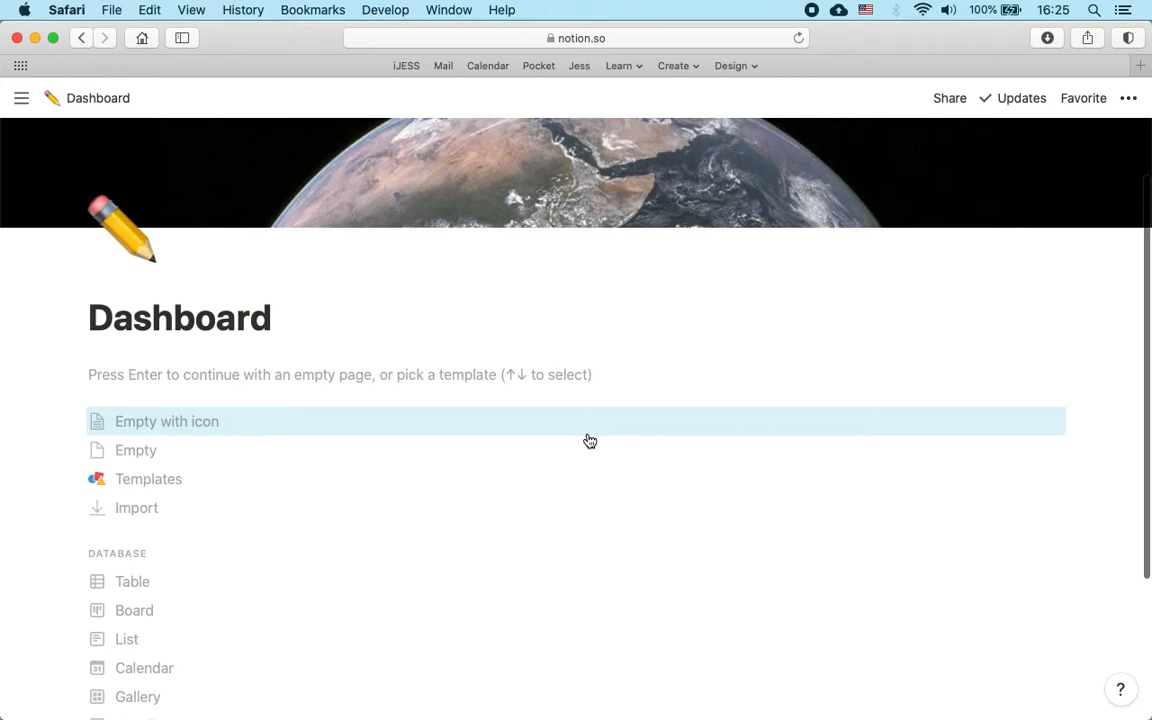 Safari File Edit View History Bookmarks Develop Window Help 100% 16:25
notion.so
iJESS Mail Calendar Pocket Jess Learn Create Design
Dashboard Share Updates Favorite •••
Dashboard
Press Enter to continue with an empty page, or pick a template (↑↓ to select)
Empty with icon
Empty
Templates
Import
DATABASE
Table
Board
List
31 Calendar
Gallery
?